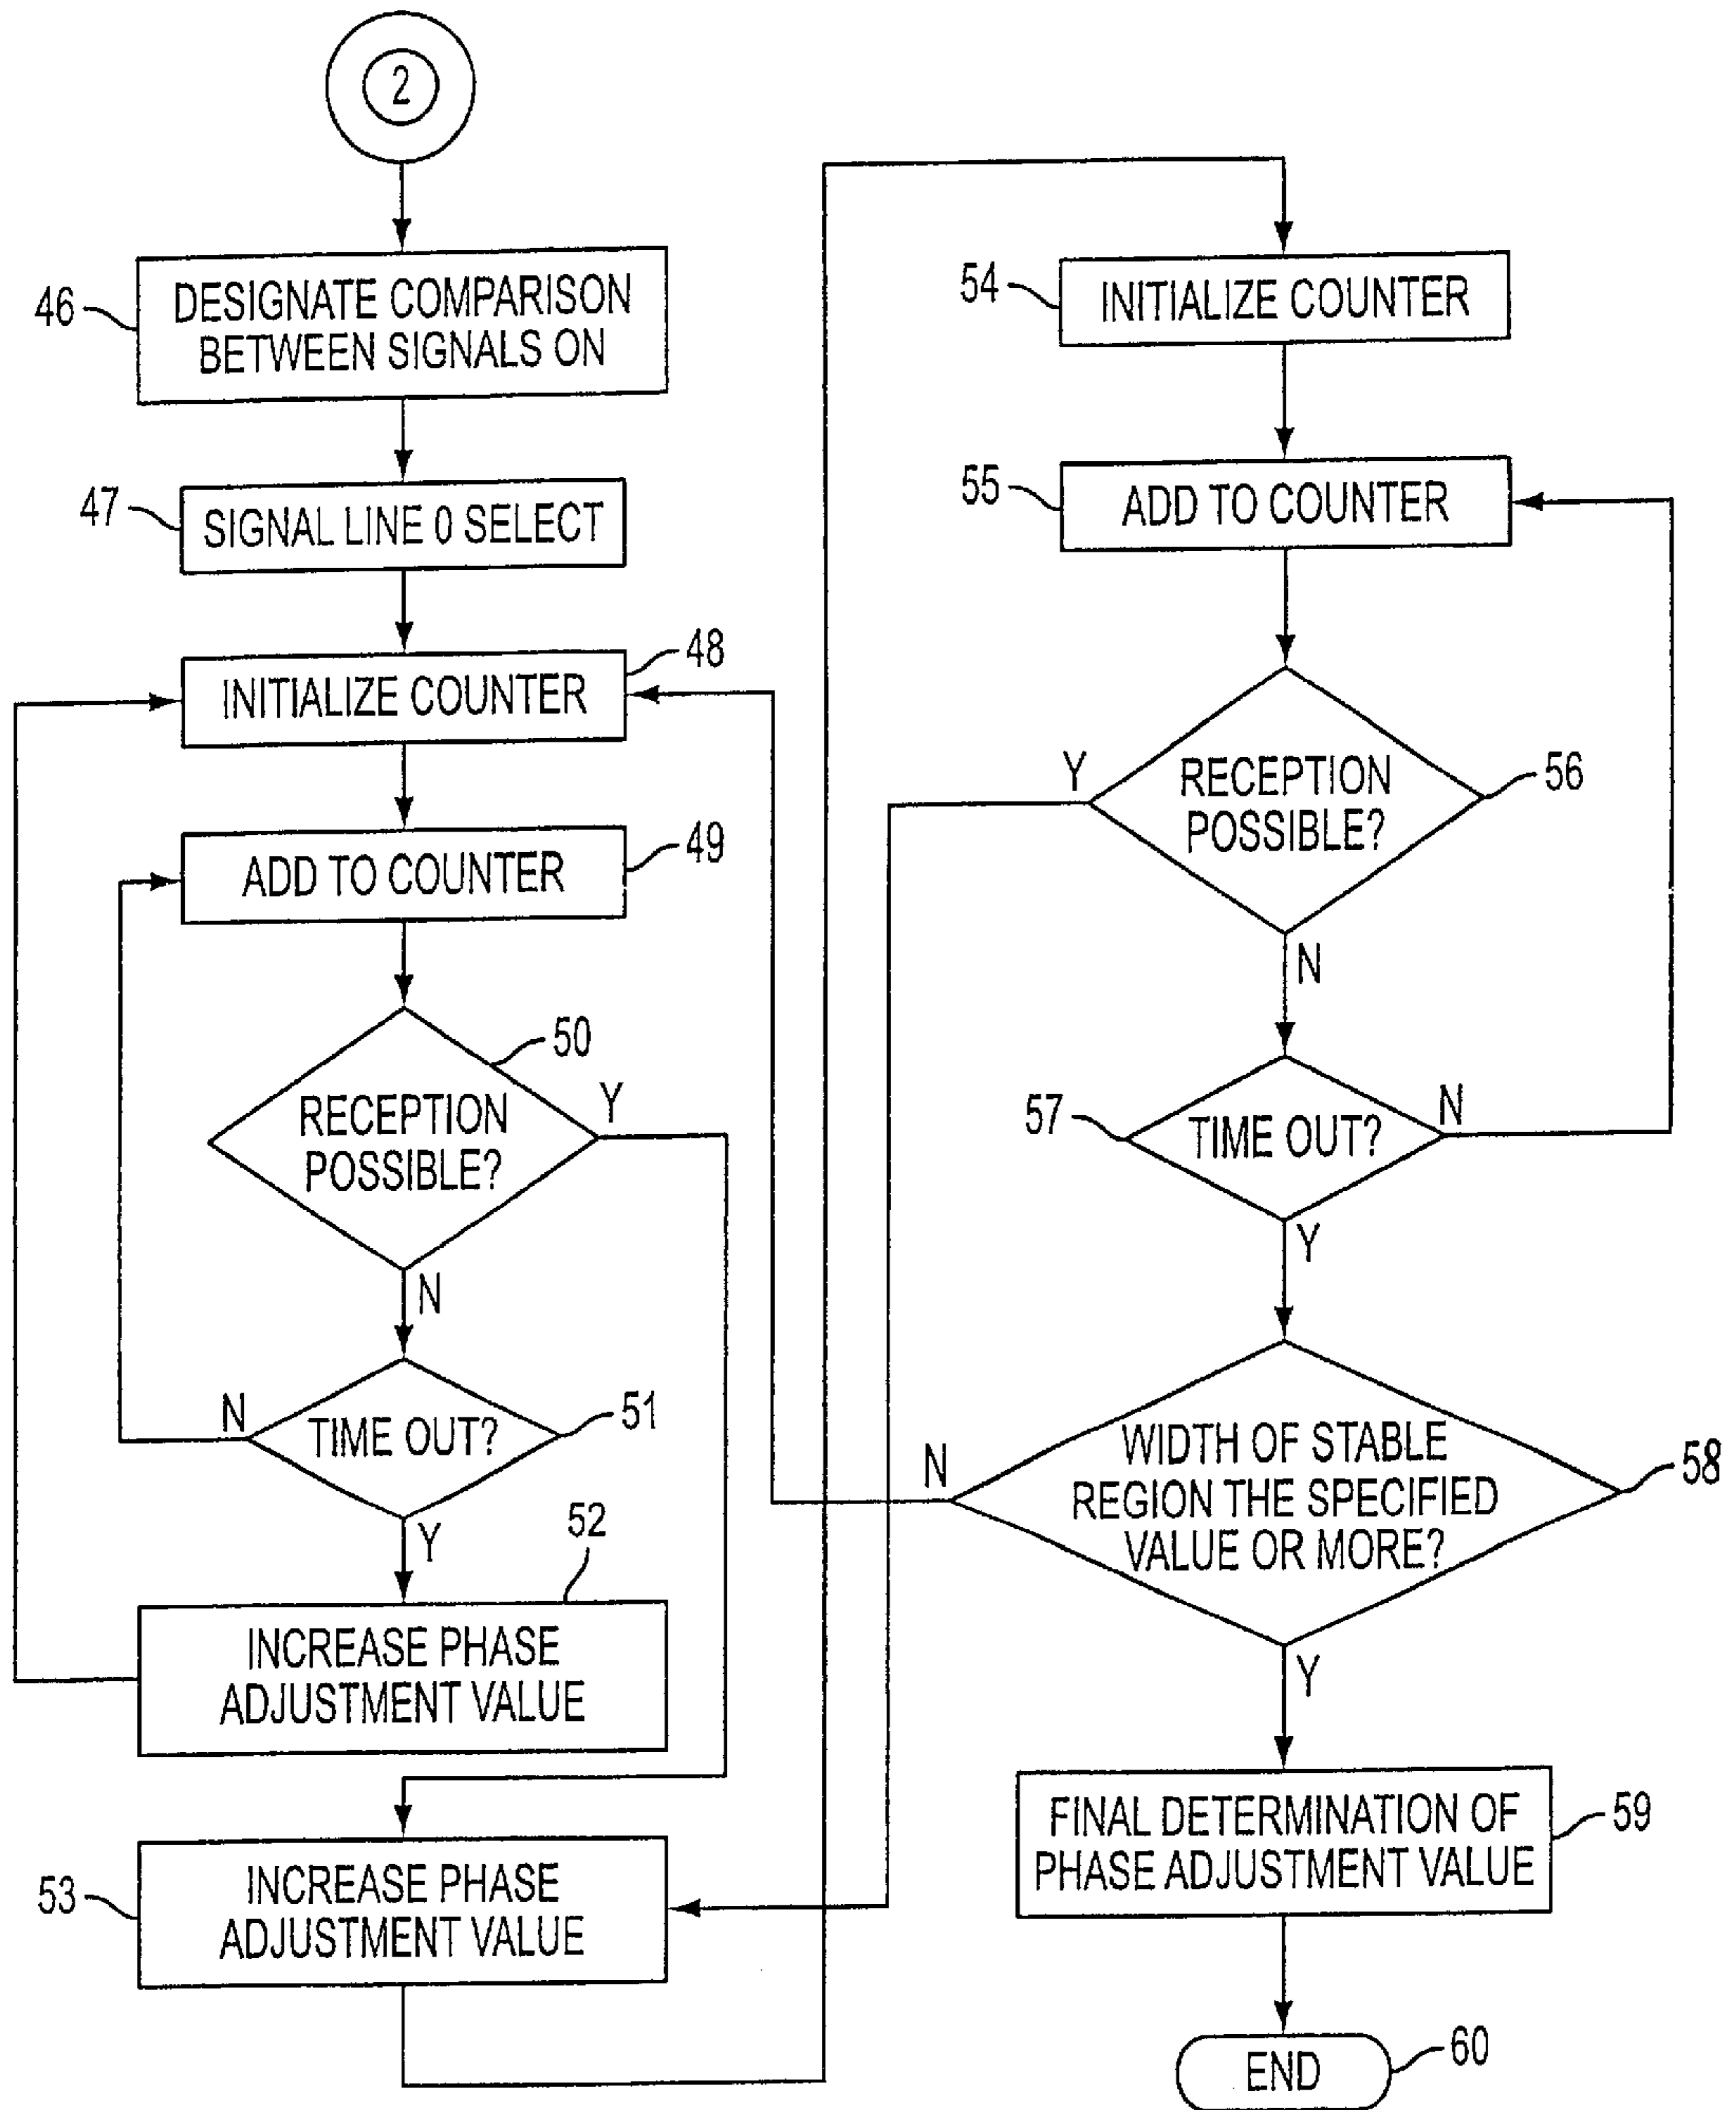 2
46
DESIGNATE COMPARISON
BETWEEN SIGNALS ON
47
SIGNAL LINE 0 SELECT
48
INITIALIZE COUNTER
49
ADD TO COUNTER
50
RECEPTION
POSSIBLE?
Y
N
51
TIME OUT?
N
Y
52
INCREASE PHASE
ADJUSTMENT VALUE
53
INCREASE PHASE
ADJUSTMENT VALUE
54
INITIALIZE COUNTER
55
ADD TO COUNTER
56
RECEPTION
POSSIBLE?
Y
N
57
TIME OUT?
N
Y
58
WIDTH OF STABLE
REGION THE SPECIFIED
VALUE OR MORE?
N
Y
59
FINAL DETERMINATION OF
PHASE ADJUSTMENT VALUE
60
END